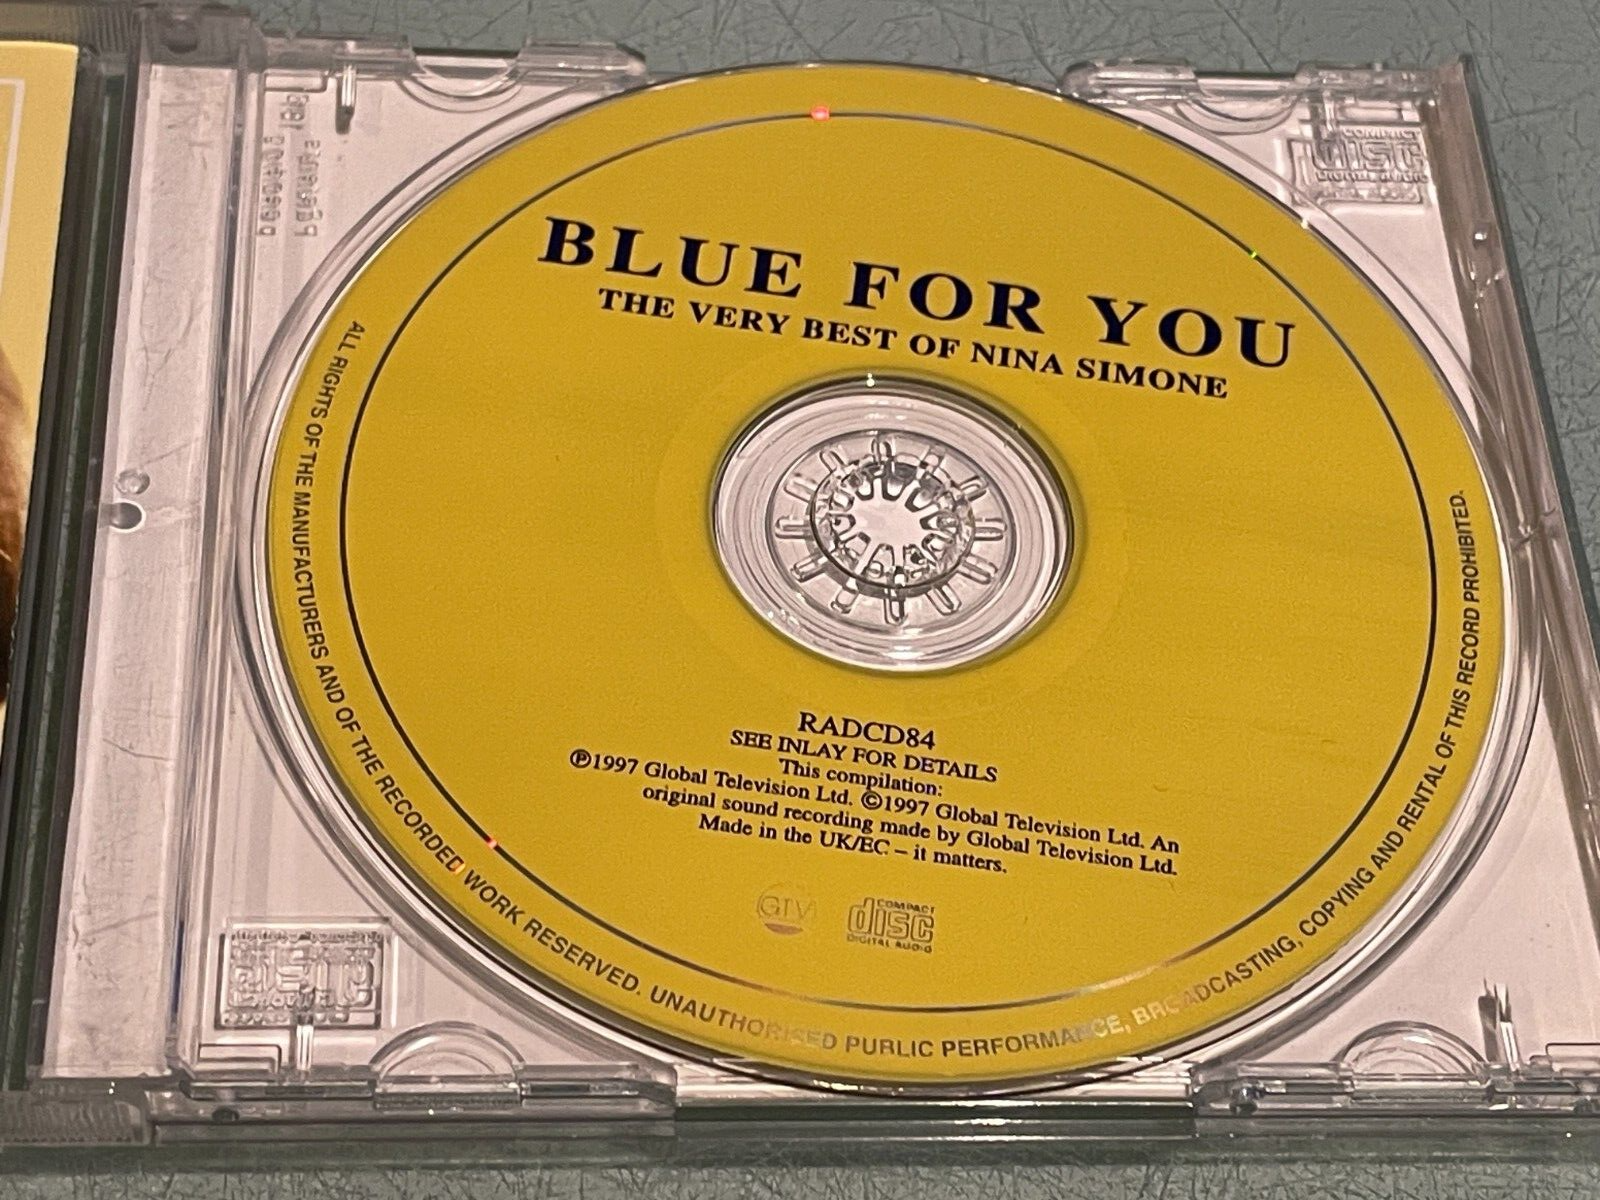 BLUE FOR YOU
THE VERY BEST OF NINA SIMONE
RADCD84
SEE INLAY FOR DETAILS
This compilation:
℗1997 Global Television Ltd. ©1997 Global Television Ltd. An
original sound recording made by Global Television Ltd.
Made in the UK/EC – it matters.
GTV
COMPACT
disc
DIGITAL AUDIO
ALL RIGHTS OF THE MANUFACTURERS AND OF THE RECORDED WORK RESERVED. UNAUTHORISED PUBLIC PERFORMANCE, BROADCASTING, COPYING AND RENTAL OF THIS RECORD PROHIBITED.
COMPACT
disc
DIGITAL AUDIO